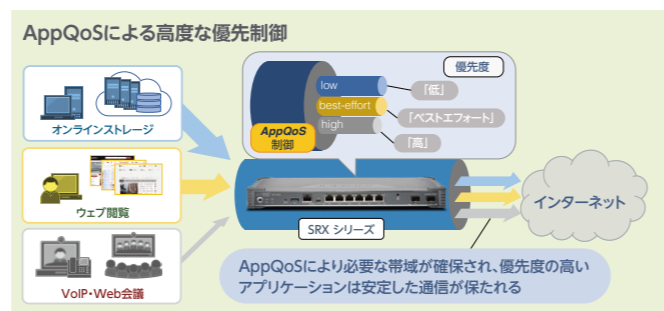 AppQoSによる高度な優先制御
優先度
low
「低」
best-effort
「ベストエフォート」
high
「高」
AppQoS
制御
オンラインストレージ
ウェブ閲覧
VoIP・Web会議
SRX シリーズ
インターネット
AppQoSにより必要な帯域が確保され、優先度の高い
アプリケーションは安定した通信が保たれる